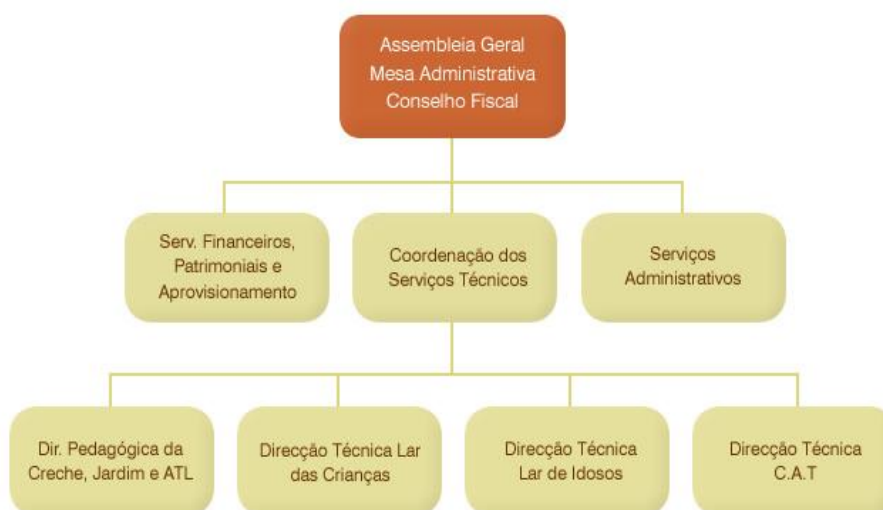 Assembleia Geral
Mesa Administrativa
Conselho Fiscal
Serv. Financeiros,
Patrimoniais e
Aprovisionamento
Coordenação dos
Serviços Técnicos
Serviços
Administrativos
Dir. Pedagógica da
Creche, Jardim e ATL
Direcção Técnica Lar
das Crianças
Direcção Técnica
Lar de Idosos
Direcção Técnica
C.A.T